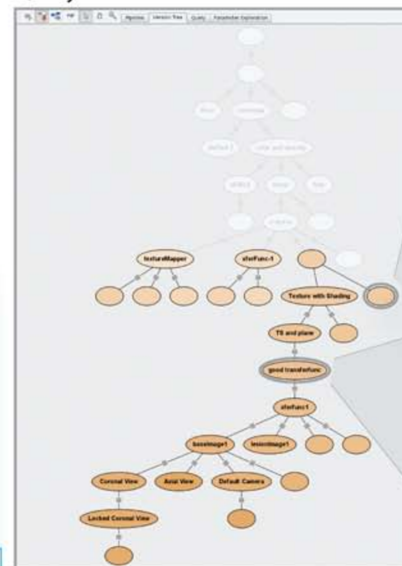 Pipeline Version Tree Query Parameter Exploration
textureMapper xferFunc-1
Texture with Shading
TS and plane
good transferfunc
xferfunc1
baseImage1 lesionImage1
Coronal View Axial View Default Camera
Locked Coronal View